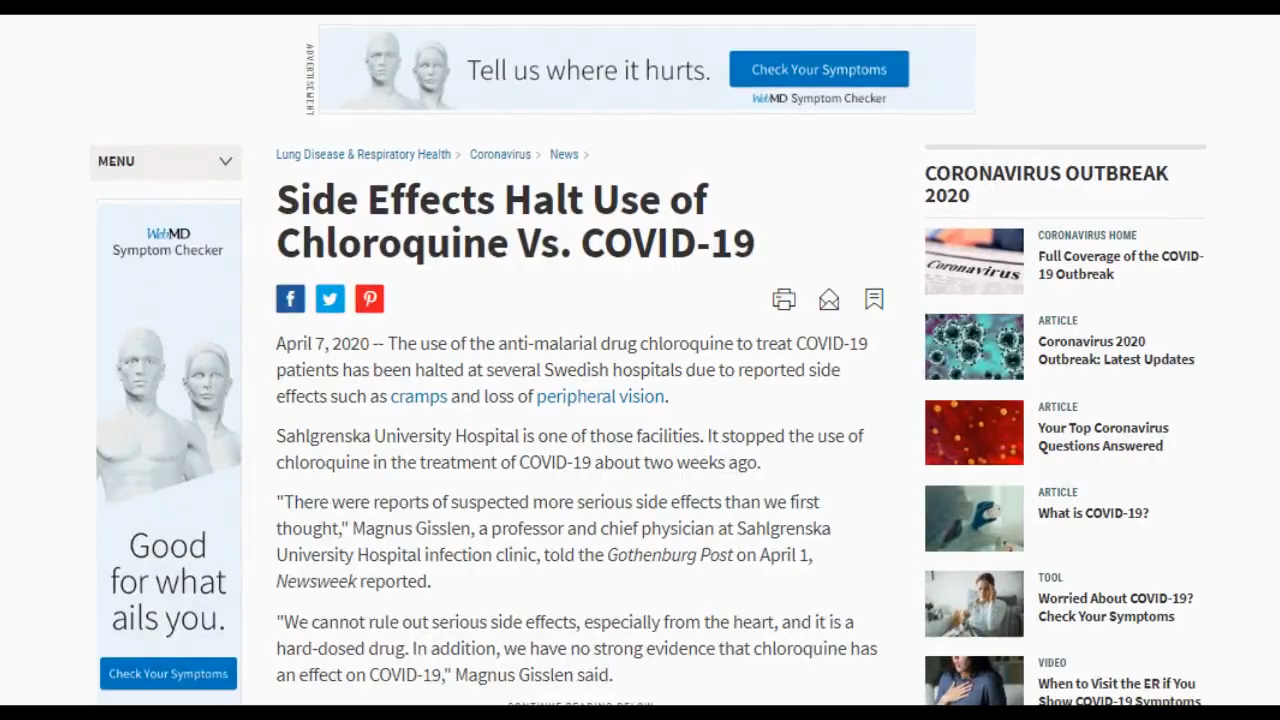 ADVERTISEMENT
Tell us where it hurts.
Check Your Symptoms
WebMD Symptom Checker
MENU
WebMD
Symptom Checker
Good
for what
ails you.
Check Your Symptoms
Lung Disease & Respiratory Health > Coronavirus > News >
Side Effects Halt Use of
Chloroquine Vs. COVID-19
April 7, 2020 -- The use of the anti-malarial drug chloroquine to treat COVID-19
patients has been halted at several Swedish hospitals due to reported side
effects such as cramps and loss of peripheral vision.
Sahlgrenska University Hospital is one of those facilities. It stopped the use of
chloroquine in the treatment of COVID-19 about two weeks ago.
"There were reports of suspected more serious side effects than we first
thought," Magnus Gisslen, a professor and chief physician at Sahlgrenska
University Hospital infection clinic, told the Gothenburg Post on April 1,
Newsweek reported.
"We cannot rule out serious side effects, especially from the heart, and it is a
hard-dosed drug. In addition, we have no strong evidence that chloroquine has
an effect on COVID-19," Magnus Gisslen said.
CONTINUE READING BELOW
CORONAVIRUS OUTBREAK
2020
Coronavirus
CORONAVIRUS HOME
Full Coverage of the COVID-
19 Outbreak
ARTICLE
Coronavirus 2020
Outbreak: Latest Updates
ARTICLE
Your Top Coronavirus
Questions Answered
ARTICLE
What is COVID-19?
TOOL
Worried About COVID-19?
Check Your Symptoms
VIDEO
When to Visit the ER if You
Show COVID-19 Symptoms